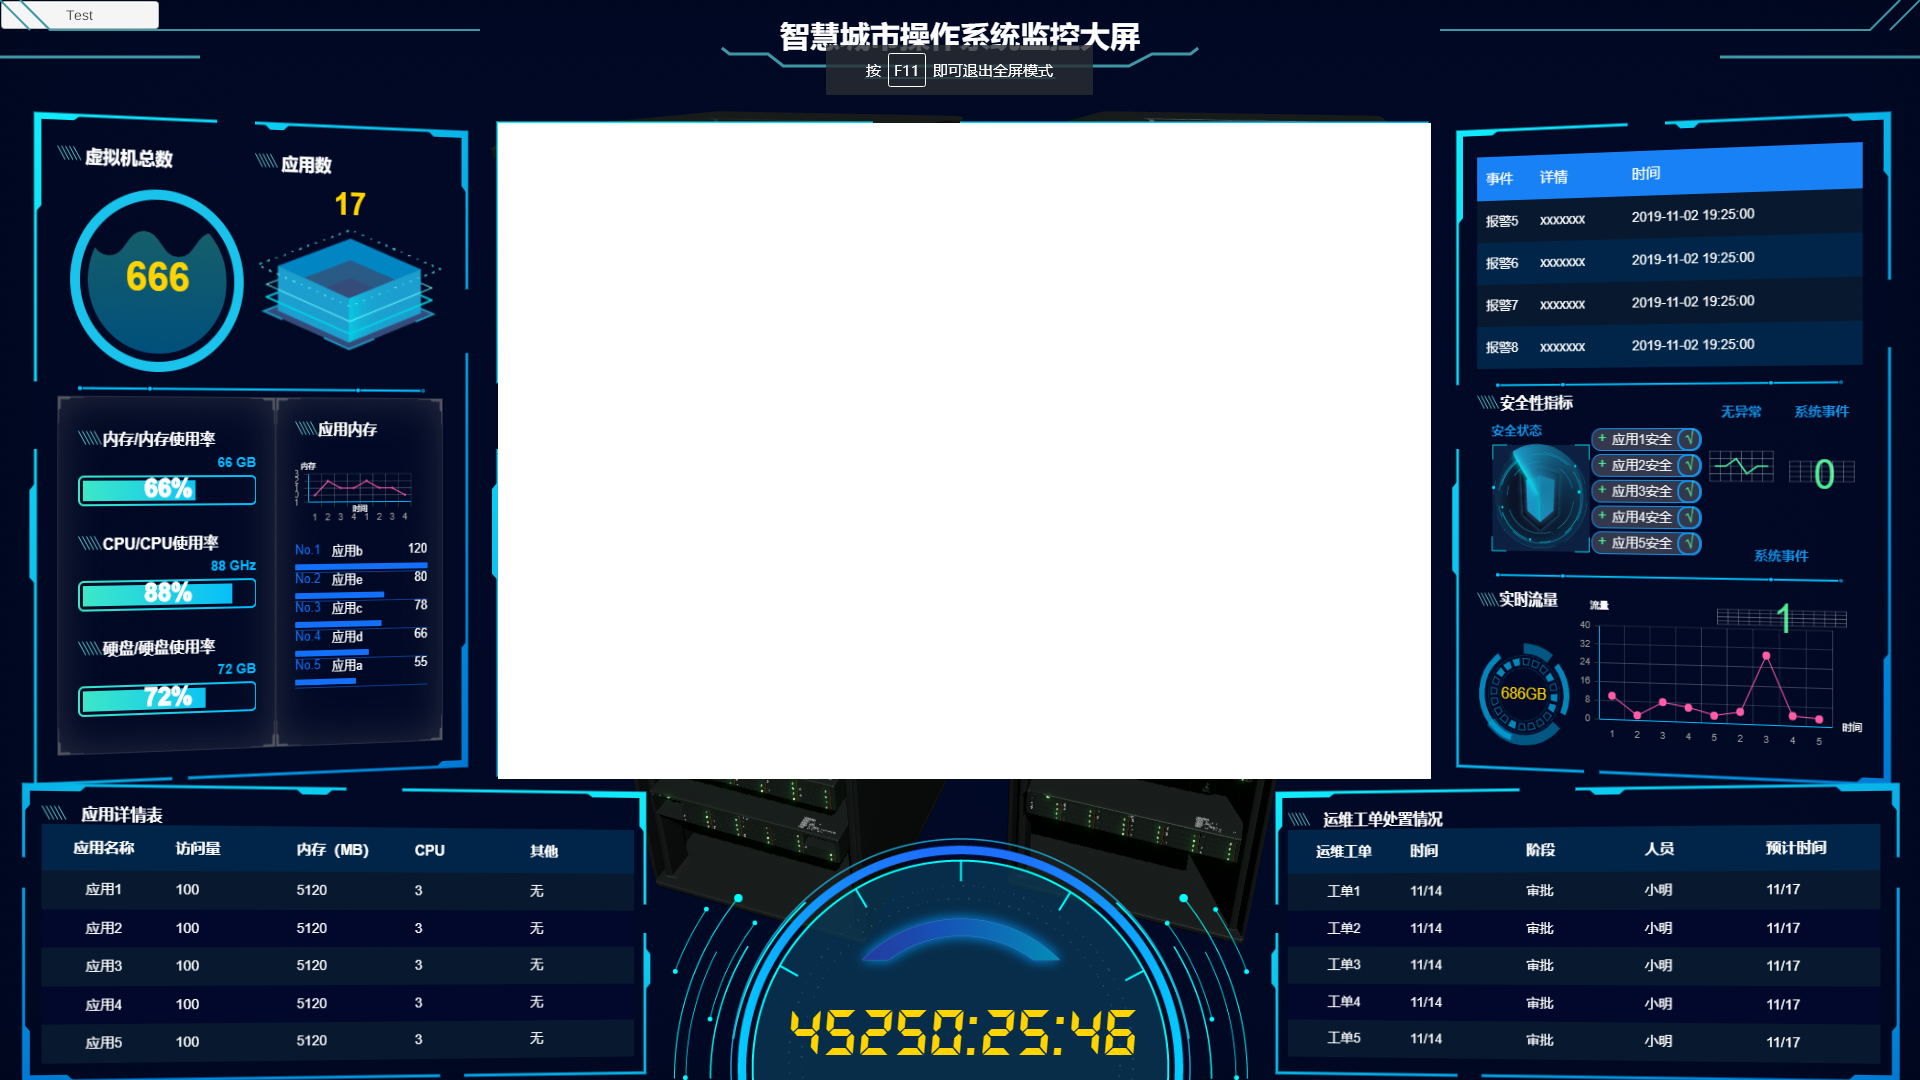 Test
智慧城市操作系统监控大屏
按 F11 即可退出全屏模式
虚拟机总数
应用数
17
666
内存/内存使用率
66 GB
66%
CPU/CPU使用率
88 GHz
88%
硬盘/硬盘使用率
72 GB
72%
应用内存
内存
时间
1 2 3 4 1 2 3 4
No.1 应用b 120
No.2 应用e 80
No.3 应用c 78
No.4 应用d 66
No.5 应用a 55
事件 详情 时间
报警5 xxxxxxx 2019-11-02 19:25:00
报警6 xxxxxxx 2019-11-02 19:25:00
报警7 xxxxxxx 2019-11-02 19:25:00
报警8 xxxxxxx 2019-11-02 19:25:00
安全性指标
安全状态
+ 应用1安全 √
+ 应用2安全 √
+ 应用3安全 √
+ 应用4安全 √
+ 应用5安全 √
无异常 系统事件
0
系统事件
1
实时流量
686GB
流量
40
32
24
16
8
0
1 2 3 4 5 2 3 4 5
时间
应用详情表
应用名称 访问量 内存（MB) CPU 其他
应用1 100 5120 3 无
应用2 100 5120 3 无
应用3 100 5120 3 无
应用4 100 5120 3 无
应用5 100 5120 3 无
45250:25:46
运维工单处置情况
运维工单 时间 阶段 人员 预计时间
工单1 11/14 审批 小明 11/17
工单2 11/14 审批 小明 11/17
工单3 11/14 审批 小明 11/17
工单4 11/14 审批 小明 11/17
工单5 11/14 审批 小明 11/17